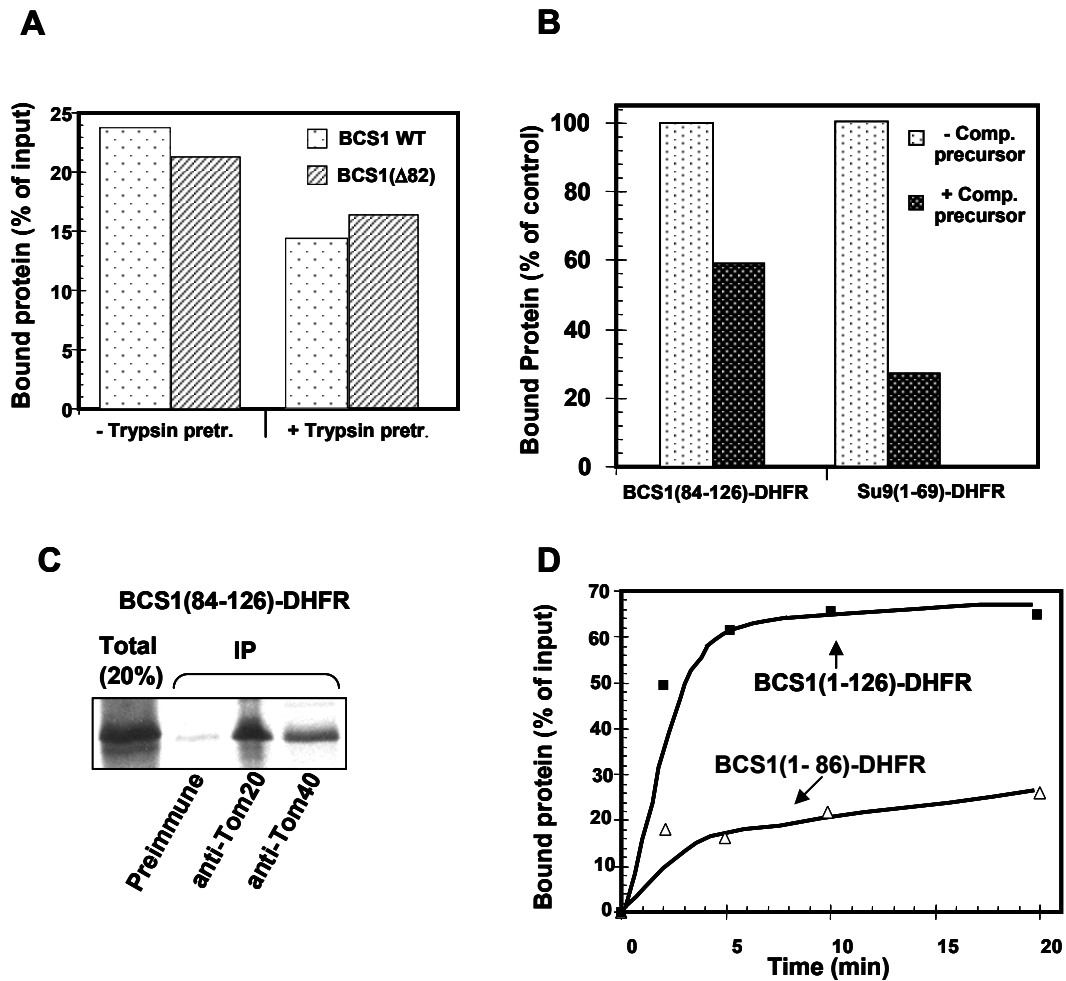 A
Bound protein (% of input)
25
20
15
10
5
0
BCS1 WT
BCS1(Δ82)
- Trypsin pretr.
+ Trypsin pretr.
B
Bound Protein (% of control)
100
80
60
40
20
0
- Comp.
precursor
+ Comp.
precursor
BCS1(84-126)-DHFR
Su9(1-69)-DHFR
C
BCS1(84-126)-DHFR
Total
(20%)
IP
Preimmune
anti-Tom20
anti-Tom40
D
Bound protein (% of input)
70
60
50
40
30
20
10
0
BCS1(1-126)-DHFR
BCS1(1- 86)-DHFR
0 5 10 15 20
Time (min)